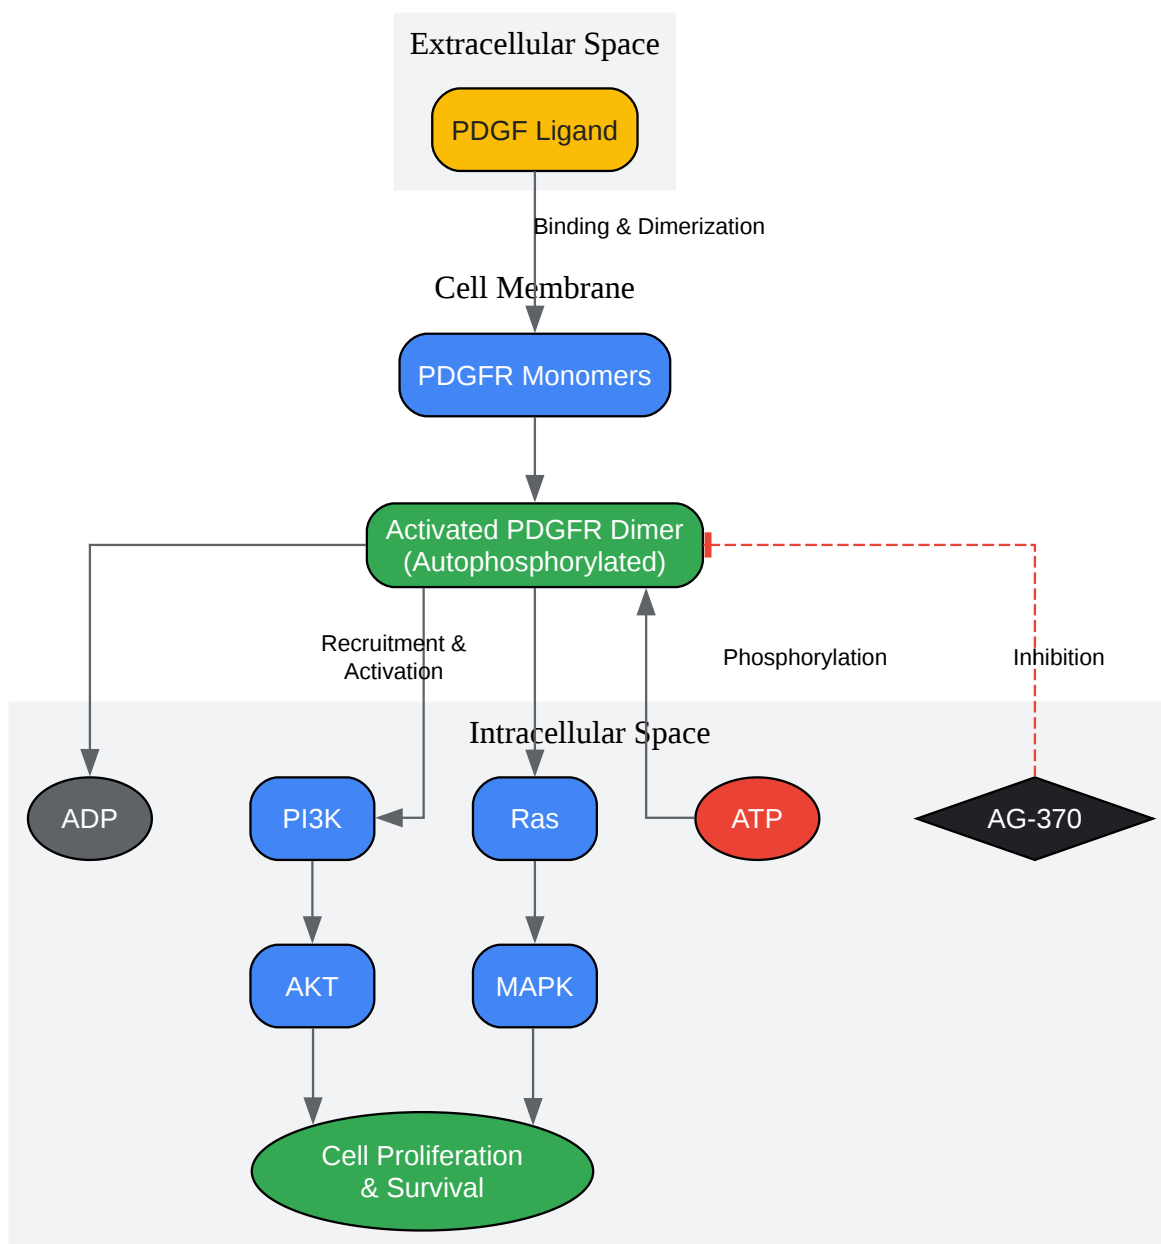 Extracellular Space
PDGF Ligand
Binding & Dimerization
Cell Membrane
PDGFR Monomers
Activated PDGFR Dimer
(Autophosphorylated)
Recruitment &
Activation
Phosphorylation
Inhibition
Intracellular Space
ADP
PI3K
Ras
ATP
AG-370
AKT
MAPK
Cell Proliferation
& Survival